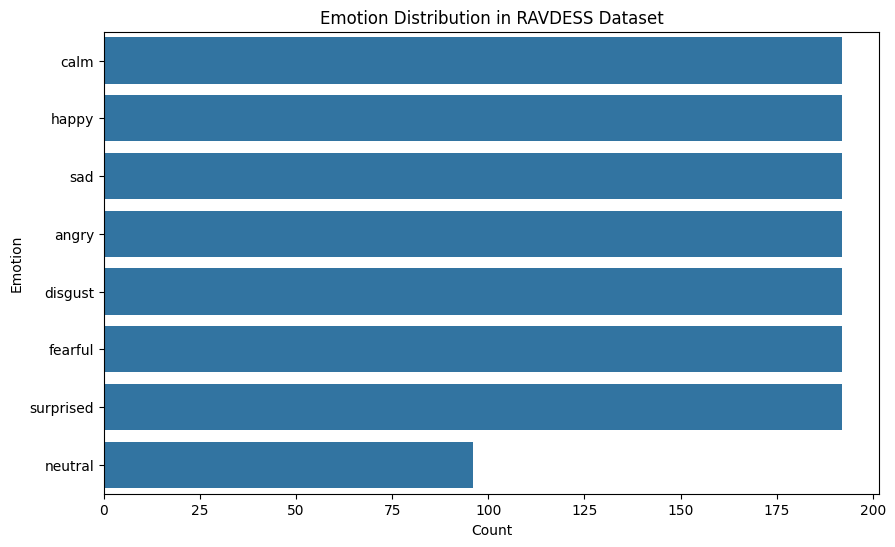 Emotion Distribution in RAVDESS Dataset
calm
happy
sad
angry
disgust
fearful
surprised
neutral
Emotion
0 25 50 75 100 125 150 175 200
Count